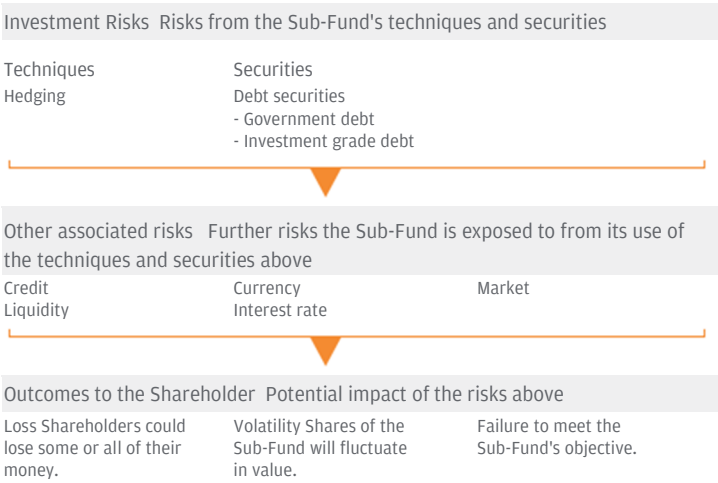 Investment Risks Risks from the Sub-Fund's techniques and securities
Techniques
Hedging
Securities
Debt securities
- Government debt
- Investment grade debt
Other associated risks Further risks the Sub-Fund is exposed to from its use of
the techniques and securities above
Credit
Liquidity
Currency
Interest rate
Market
Outcomes to the Shareholder Potential impact of the risks above
Loss Shareholders could
lose some or all of their
money.
Volatility Shares of the
Sub-Fund will fluctuate
in value.
Failure to meet the
Sub-Fund's objective.